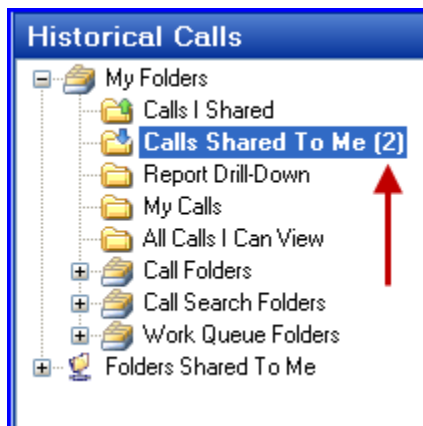 Historical Calls
My Folders
Calls I Shared
Calls Shared To Me (2)
Report Drill-Down
My Calls
All Calls I Can View
Call Folders
Call Search Folders
Work Queue Folders
Folders Shared To Me